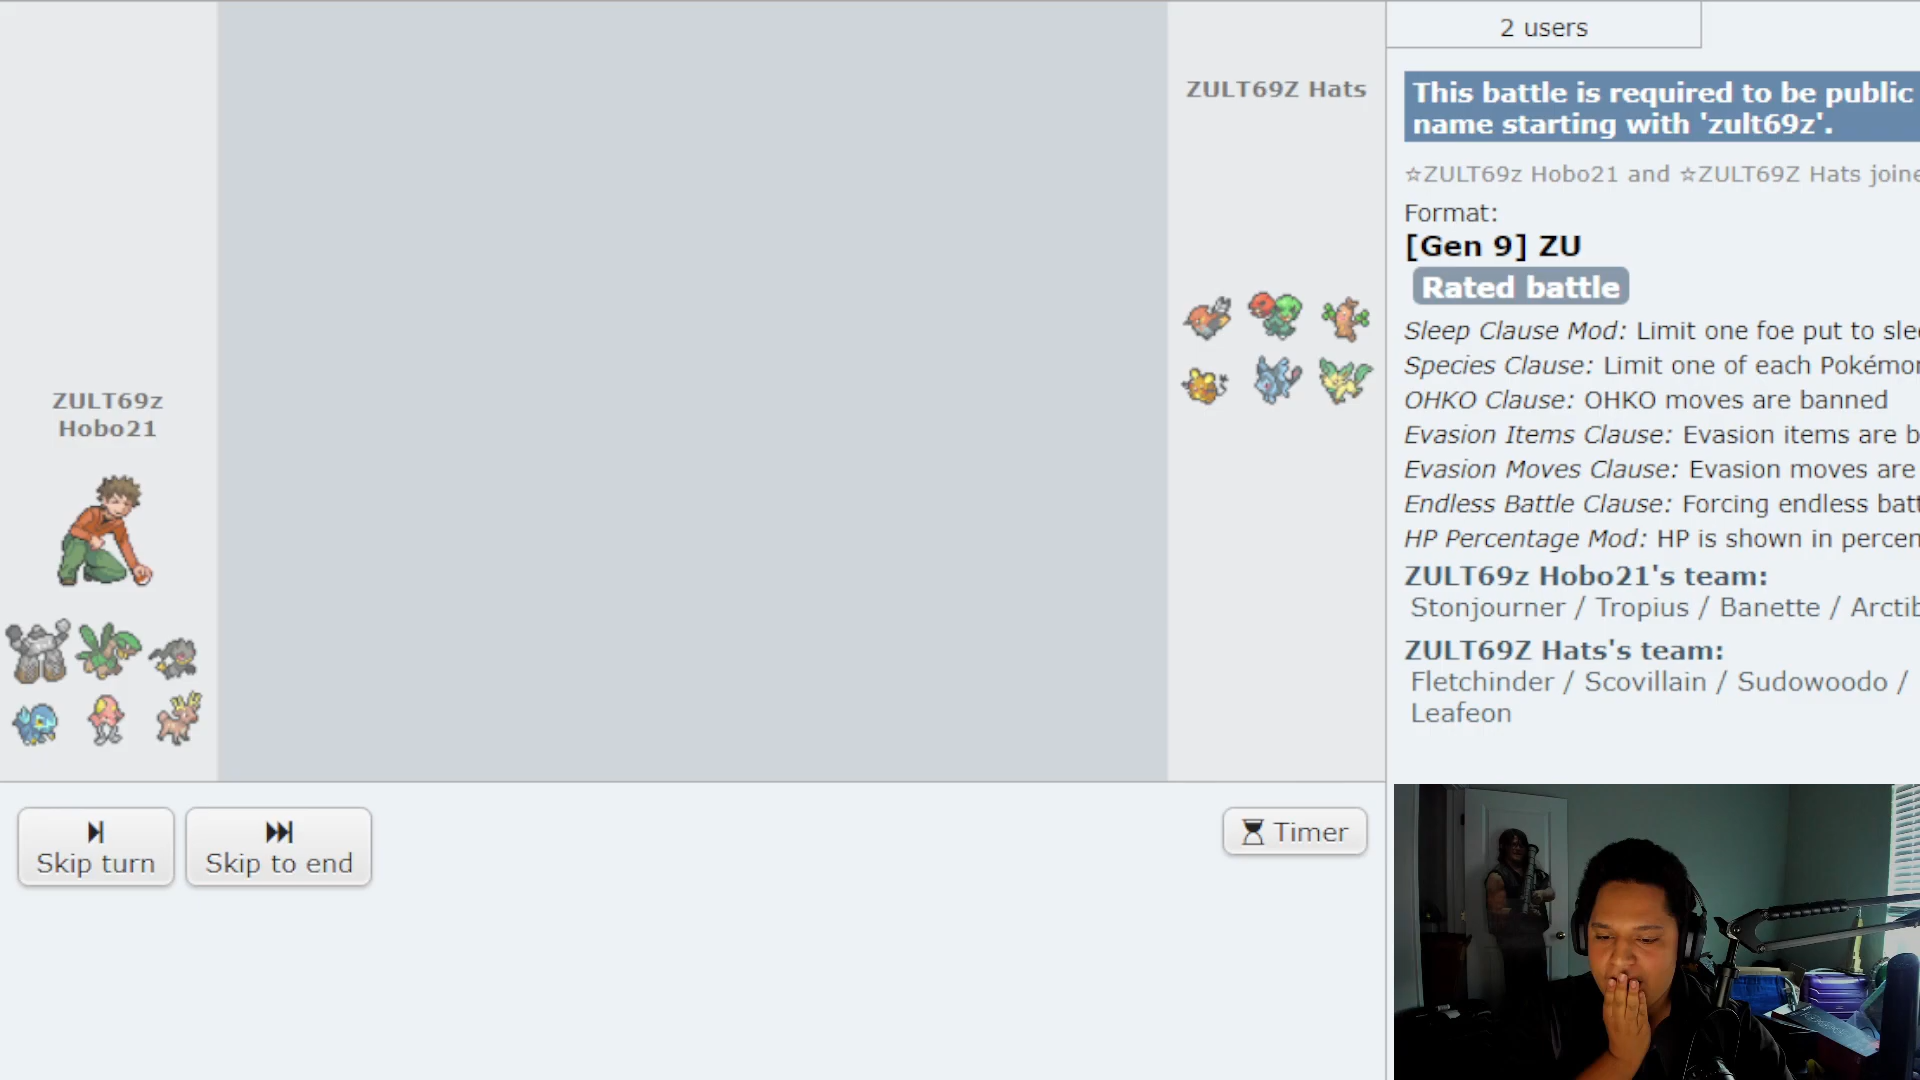 ZULT69Z Hats
ZULT69z
Hobo21
Skip turn
Skip to end
Timer
2 users
This battle is required to be public
name starting with 'zult69z'.
☆ZULT69z Hobo21 and ☆ZULT69Z Hats joine
Format:
[Gen 9] ZU
Rated battle
Sleep Clause Mod: Limit one foe put to slee
Species Clause: Limit one of each Pokémon
OHKO Clause: OHKO moves are banned
Evasion Items Clause: Evasion items are b
Evasion Moves Clause: Evasion moves are
Endless Battle Clause: Forcing endless batt
HP Percentage Mod: HP is shown in percen
ZULT69z Hobo21's team:
Stonjourner / Tropius / Banette / Arctib
ZULT69Z Hats's team:
Fletchinder / Scovillain / Sudowoodo /
Leafeon